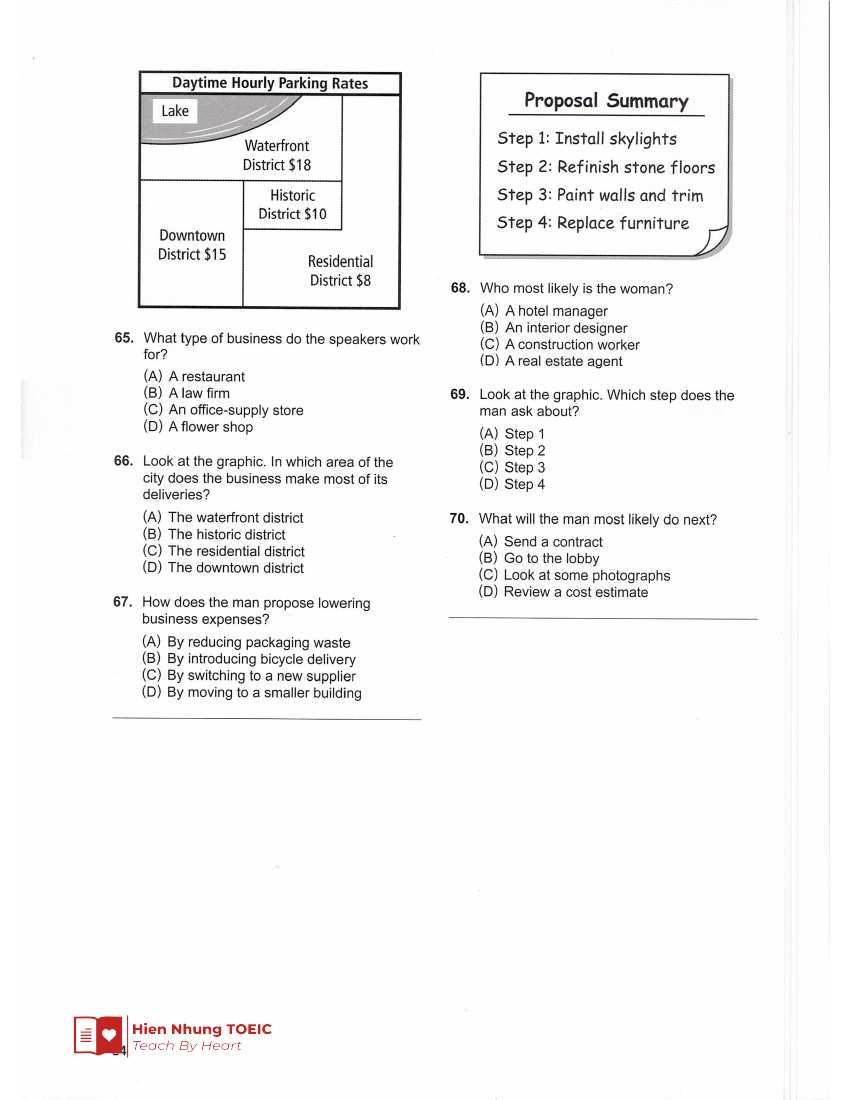 Daytime Hourly Parking Rates
Lake
Waterfront
District $18
Historic
District $10
Downtown
District $15
Residential
District $8
65. What type of business do the speakers work
for?
(A) A restaurant
(B) A law firm
(C) An office-supply store
(D) A flower shop
66. Look at the graphic. In which area of the
city does the business make most of its
deliveries?
(A) The waterfront district
(B) The historic district
(C) The residential district
(D) The downtown district
67. How does the man propose lowering
business expenses?
(A) By reducing packaging waste
(B) By introducing bicycle delivery
(C) By switching to a new supplier
(D) By moving to a smaller building
Proposal Summary
Step 1: Install skylights
Step 2: Refinish stone floors
Step 3: Paint walls and trim
Step 4: Replace furniture
68. Who most likely is the woman?
(A) A hotel manager
(B) An interior designer
(C) A construction worker
(D) A real estate agent
69. Look at the graphic. Which step does the
man ask about?
(A) Step 1
(B) Step 2
(C) Step 3
(D) Step 4
70. What will the man most likely do next?
(A) Send a contract
(B) Go to the lobby
(C) Look at some photographs
(D) Review a cost estimate
Hien Nhung TOEIC
Teach By Heart